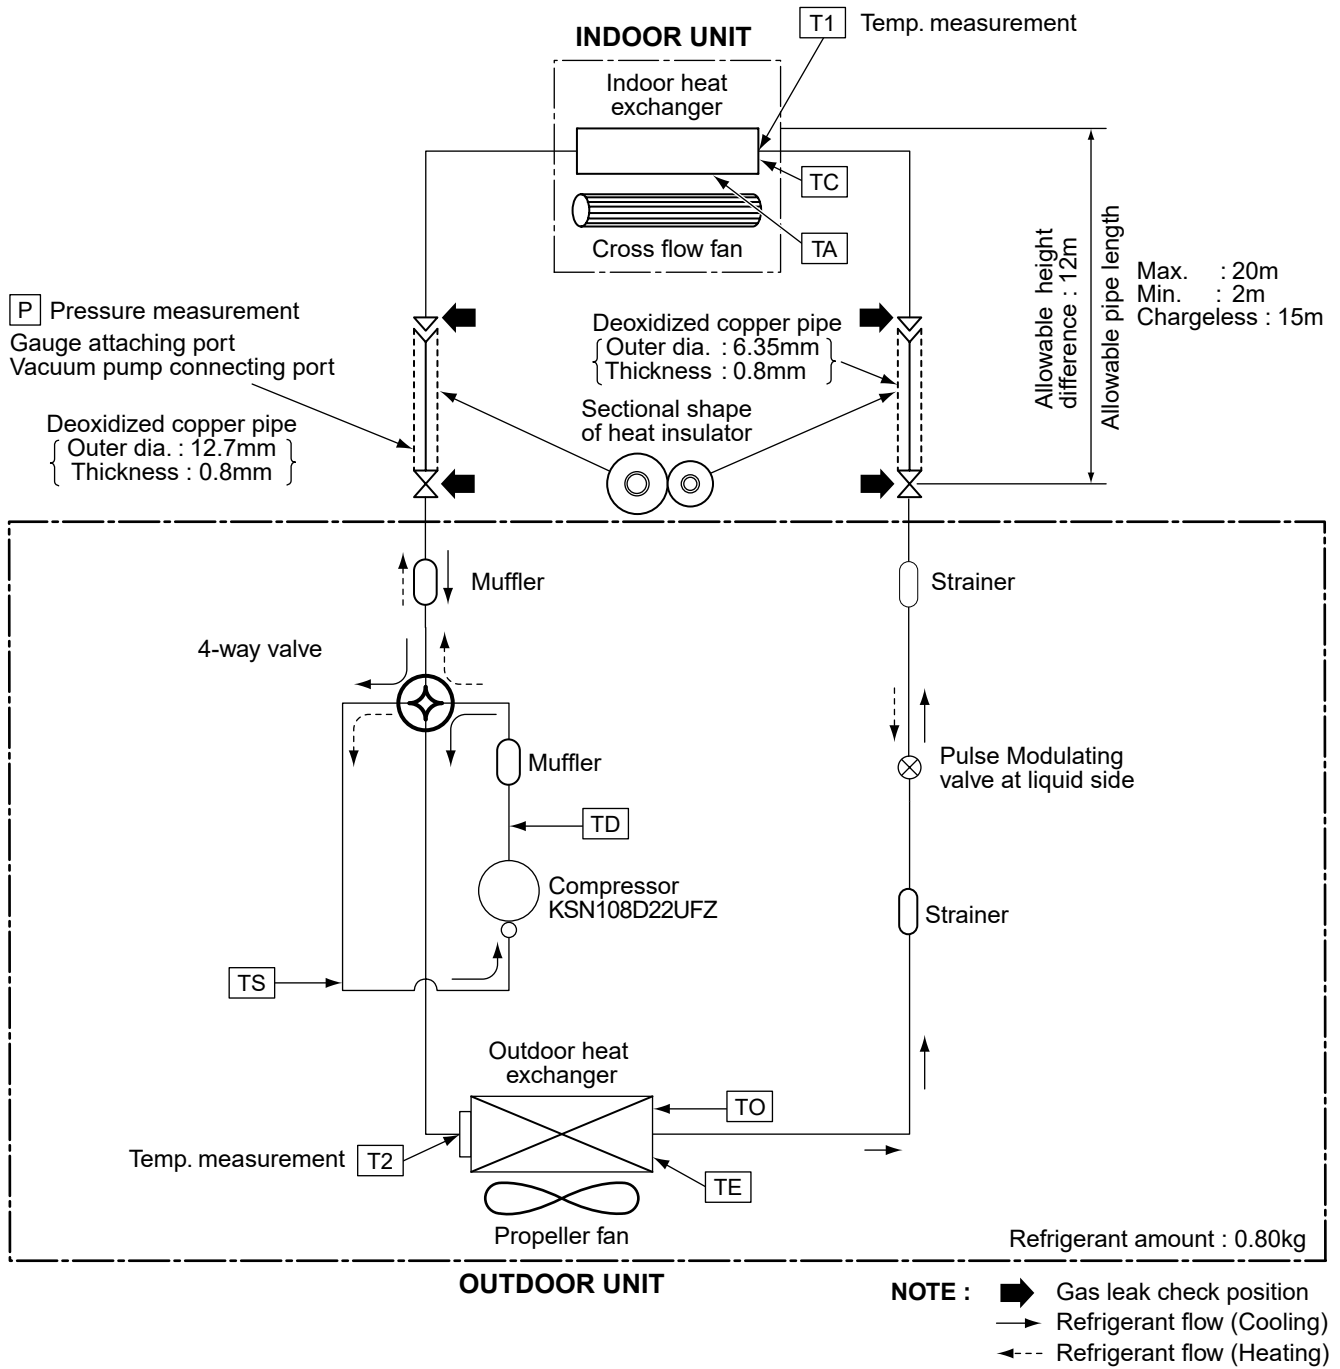 T1 Temp. measurement
INDOOR UNIT
Indoor heat
exchanger
TC
TA
Cross flow fan
Allowable height
difference : 12m
Allowable pipe length
Max. : 20m
Min. : 2m
Chargeless : 15m
P Pressure measurement
Gauge attaching port
Vacuum pump connecting port
Deoxidized copper pipe
Outer dia. : 12.7mm
Thickness : 0.8mm
Deoxidized copper pipe
Outer dia. : 6.35mm
Thickness : 0.8mm
Sectional shape
of heat insulator
Muffler
Strainer
4-way valve
Muffler
Pulse Modulating
valve at liquid side
TD
Compressor
KSN108D22UFZ
Strainer
TS
Outdoor heat
exchanger
TO
Temp. measurement T2
TE
Propeller fan
Refrigerant amount : 0.80kg
OUTDOOR UNIT
NOTE : Gas leak check position
Refrigerant flow (Cooling)
Refrigerant flow (Heating)